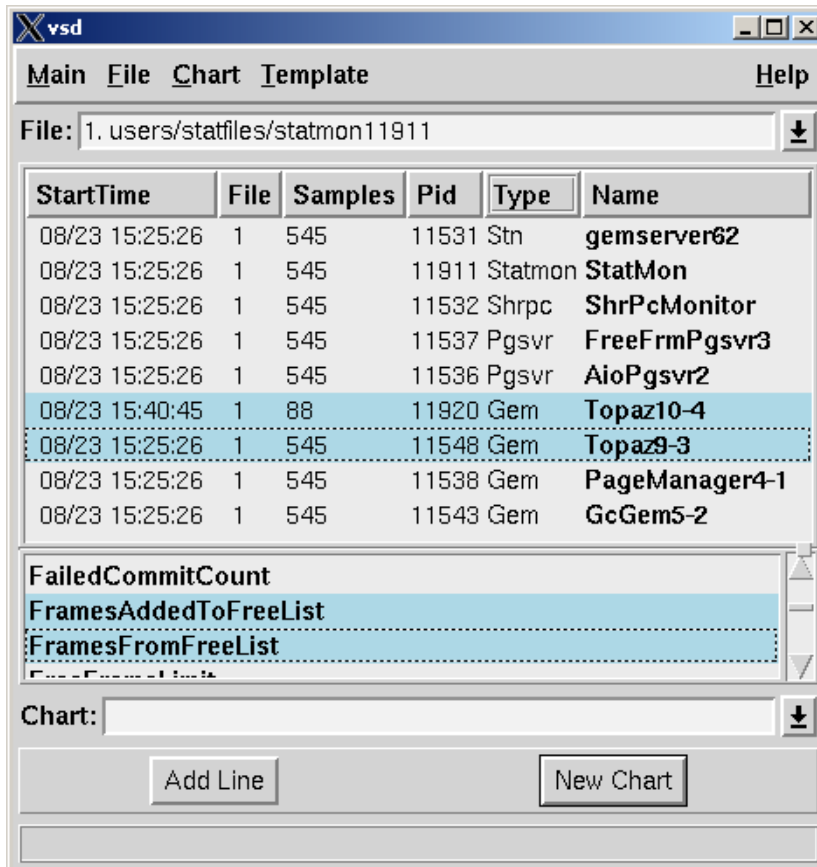 vsd
Main File Chart Template Help
File: 1. users/statfiles/statmon11911
StartTime File Samples Pid Type Name
08/23 15:25:26 1 545 11531 Stn gemserver62
08/23 15:25:26 1 545 11911 Statmon StatMon
08/23 15:25:26 1 545 11532 Shrpc ShrPcMonitor
08/23 15:25:26 1 545 11537 Pgsvr FreeFrmPgsvr3
08/23 15:25:26 1 545 11536 Pgsvr AioPgsvr2
08/23 15:40:45 1 88 11920 Gem Topaz10-4
08/23 15:25:26 1 545 11548 Gem Topaz9-3
08/23 15:25:26 1 545 11538 Gem PageManager4-1
08/23 15:25:26 1 545 11543 Gem GcGem5-2
FailedCommitCount
FramesAddedToFreeList
FramesFromFreeList
Chart:
Add Line New Chart